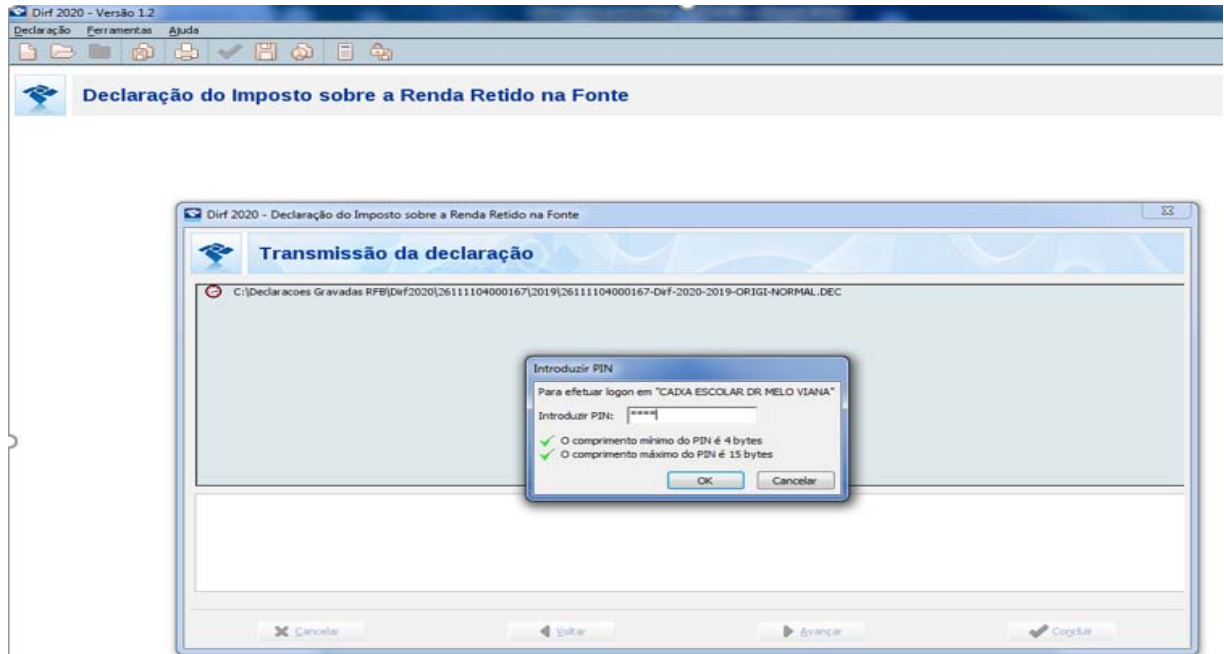 Dirf 2020 - Versão 1.2
Declaração Ferramentas Ajuda
Declaração do Imposto sobre a Renda Retido na Fonte
Dirf 2020 - Declaração do Imposto sobre a Renda Retido na Fonte
Transmissão da declaração
C:\Declaracoes Gravadas RFB\Dirf2020\26111104000167\2019\26111104000167-Dirf-2020-2019-ORIGI-NORMAL.DEC
Introduzir PIN
Para efetuar logon em "CAIXA ESCOLAR DR MELO VIANA"
Introduzir PIN: ****
O comprimento mínimo do PIN é 4 bytes
O comprimento máximo do PIN é 15 bytes
OK Cancelar
Cancelar Voltar Avançar Concluir